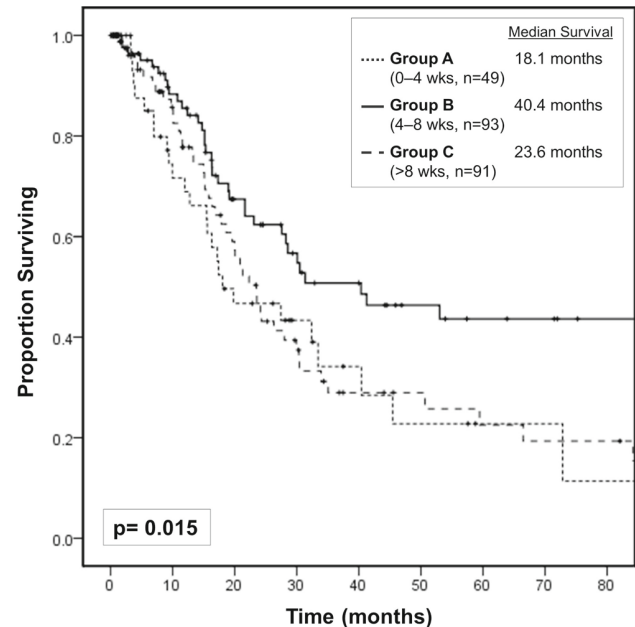 Median Survival
Group A 18.1 months
(0–4 wks, n=49)
Group B 40.4 months
(4–8 wks, n=93)
Group C 23.6 months
(>8 wks, n=91)
1.0
0.8
0.6
0.4
0.2
0.0
Proportion Surviving
p= 0.015
0 10 20 30 40 50 60 70 80
Time (months)